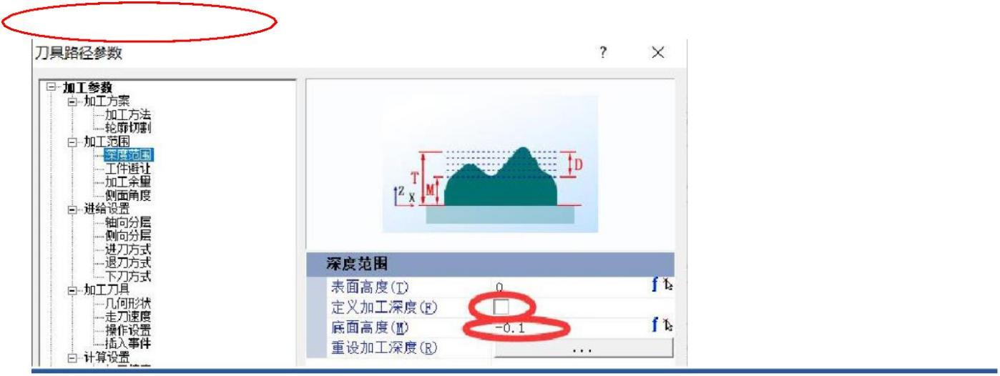 刀具路径参数
? ×
加工参数
加工方案
加工方法
轮廓切割
加工范围
深度范围
工件避让
加工余量
侧面角度
进给设置
轴向分层
侧向分层
进刀方式
退刀方式
下刀方式
加工刀具
几何形状
走刀速度
操作设置
插入事件
计算设置
T
M
D
Z
X
深度范围
表面高度(T) 0 f
定义加工深度(F)
底面高度(M) -0.1 f
重设加工深度(R) ...